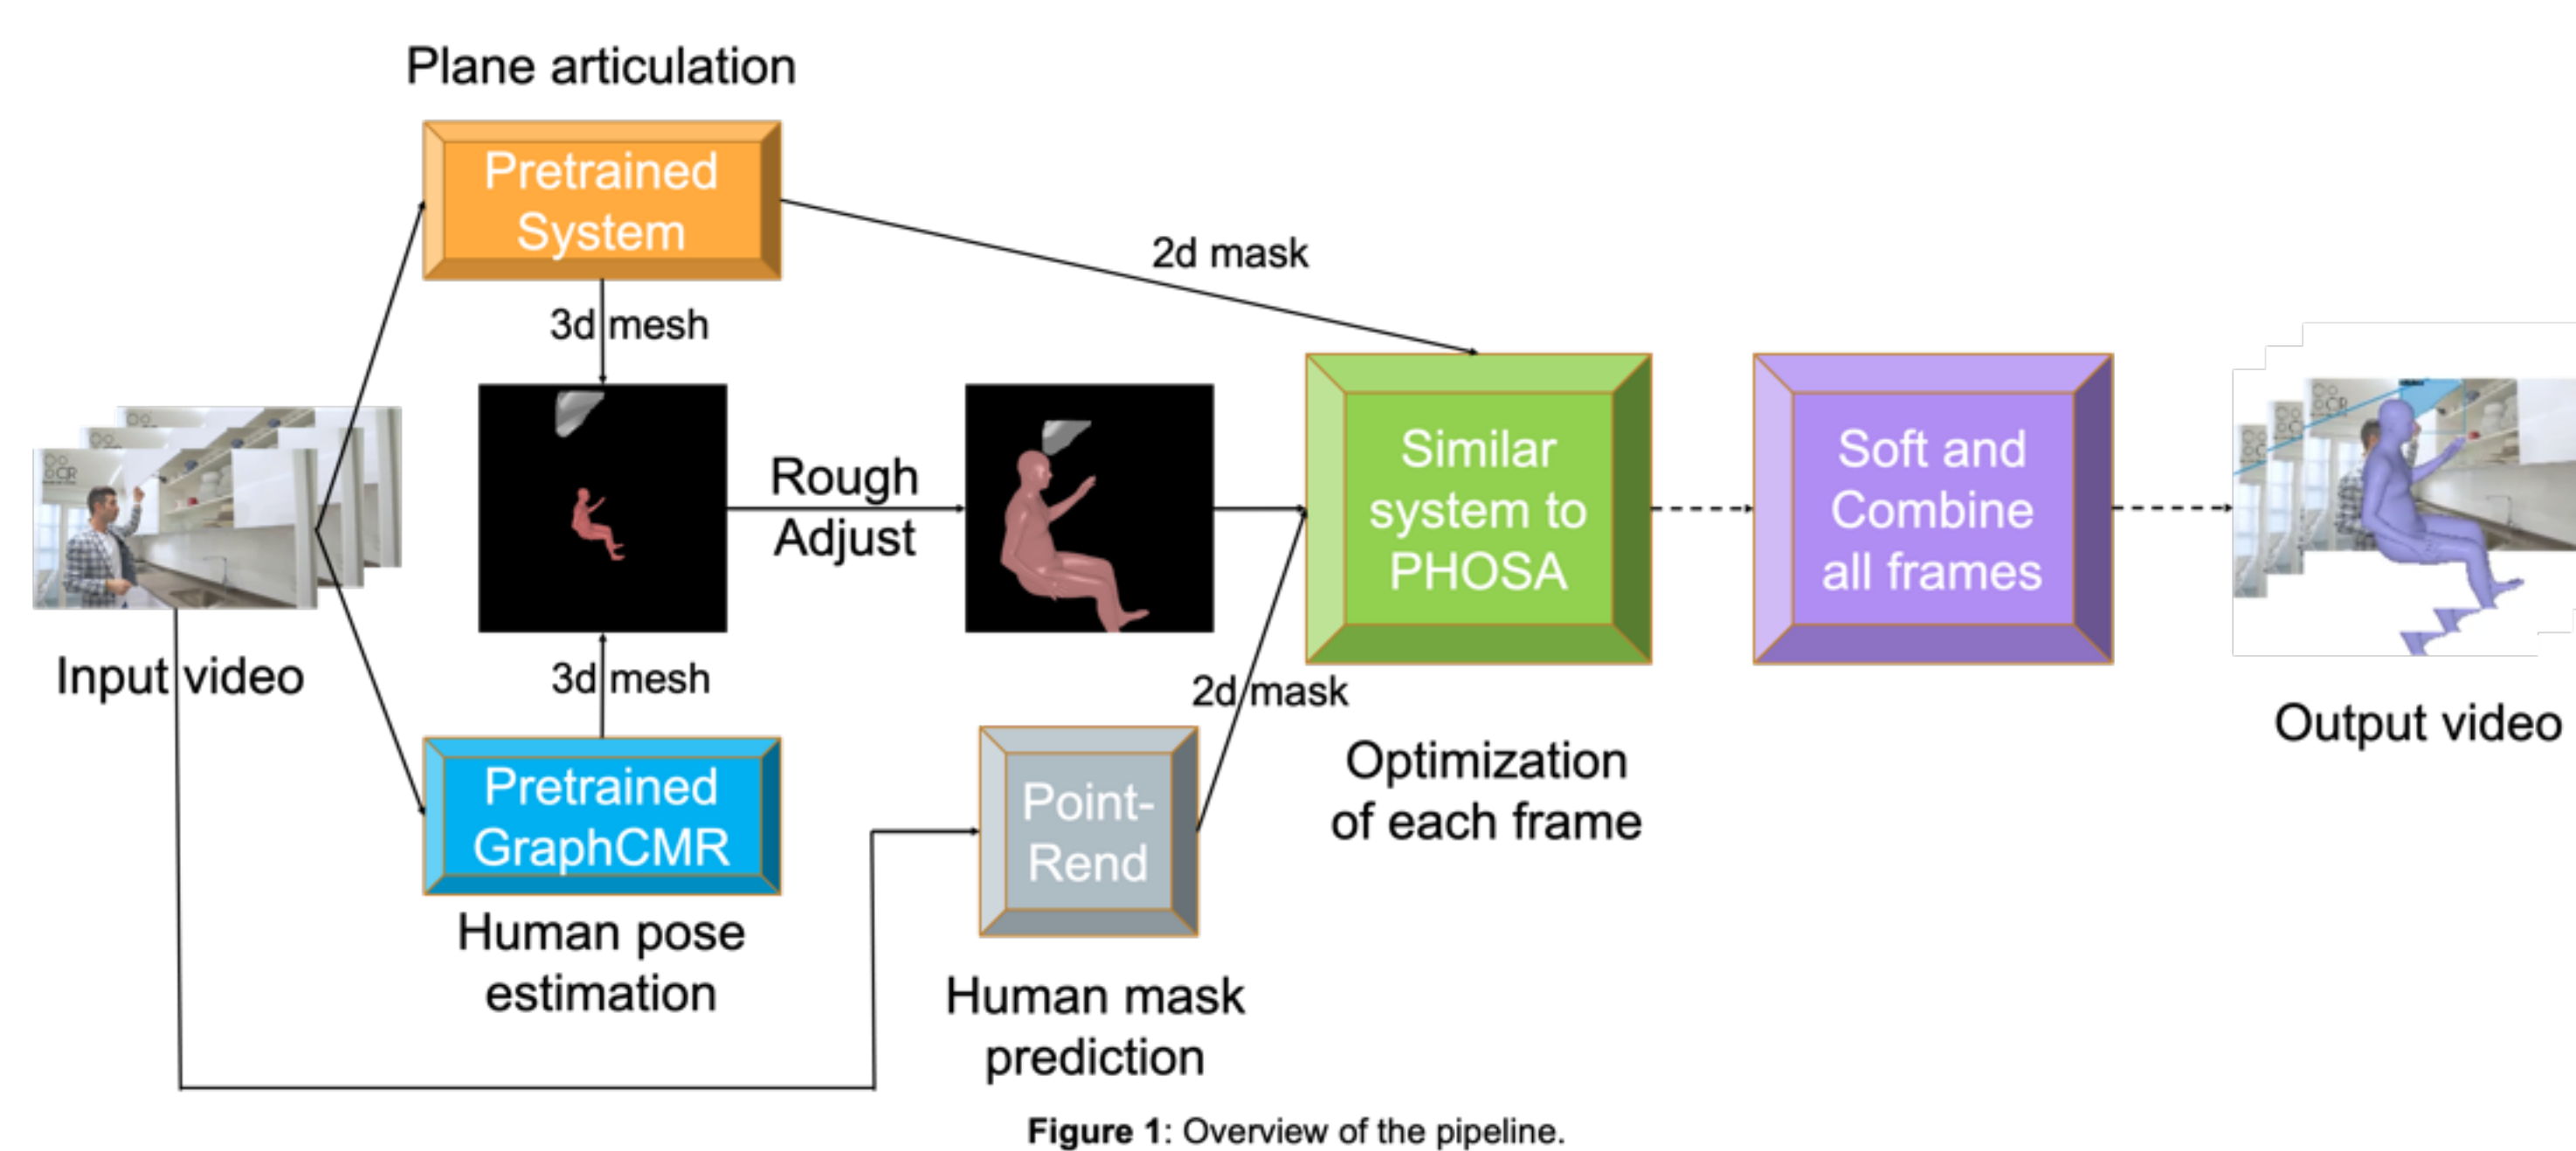 Plane articulation
Pretrained
System
2d mask
3d mesh
Rough
Adjust
Similar
system to
PHOSA
Soft and
Combine
all frames
Input video
3d mesh
2d mask
Output video
Pretrained
GraphCMR
Point-
Rend
Optimization
of each frame
Human pose
estimation
Human mask
prediction
Figure 1: Overview of the pipeline.